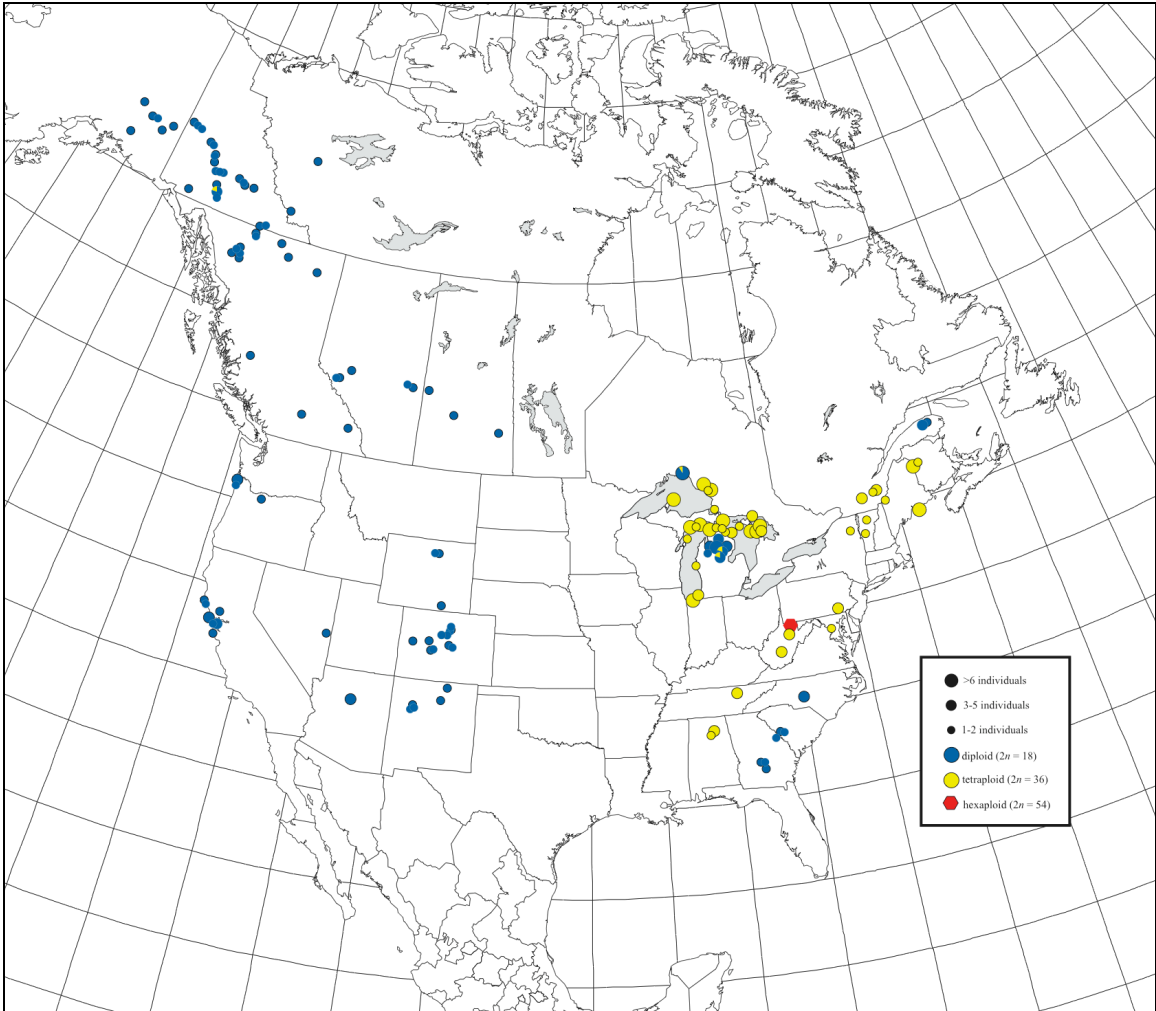 >6 individuals
3-5 individuals
1-2 individuals
diploid (2n = 18)
tetraploid (2n = 36)
hexaploid (2n = 54)